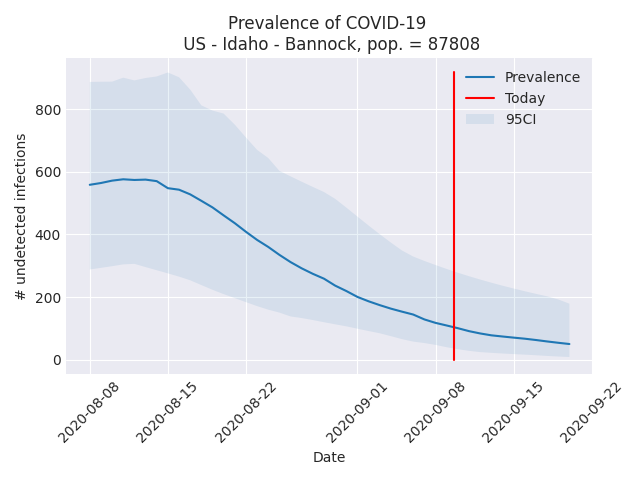 Prevalence of COVID-19
US - Idaho - Bannock, pop. = 87808
Prevalence
Today
95CI
# undetected infections
800
600
400
200
0
2020-08-08
2020-08-15
2020-08-22
2020-09-01
2020-09-08
2020-09-15
2020-09-22
Date